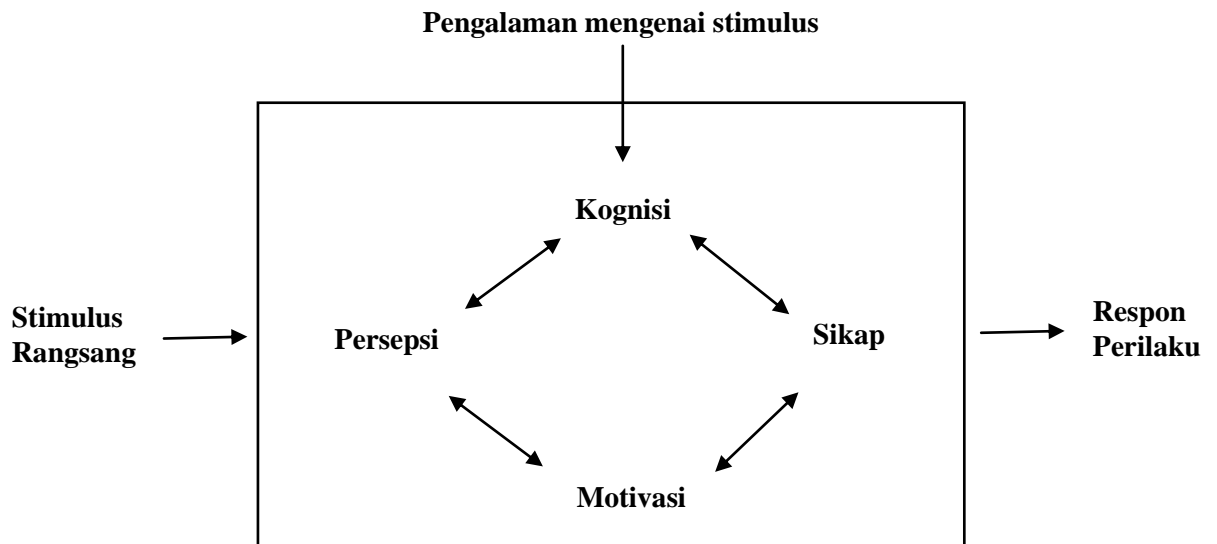 Pengalaman mengenai stimulus
Kognisi
Stimulus
Rangsang
Persepsi
Sikap
Respon
Perilaku
Motivasi